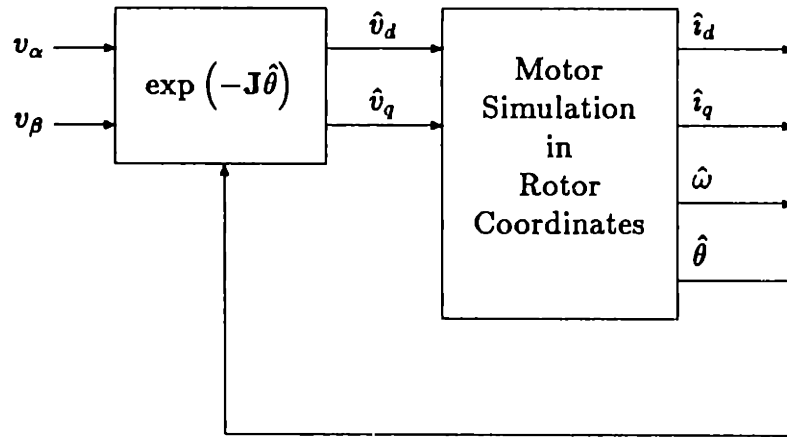 v_α
v_β
exp (−Jθ̂)
v̂_d
v̂_q
Motor
Simulation
in
Rotor
Coordinates
î_d
î_q
ω̂
θ̂